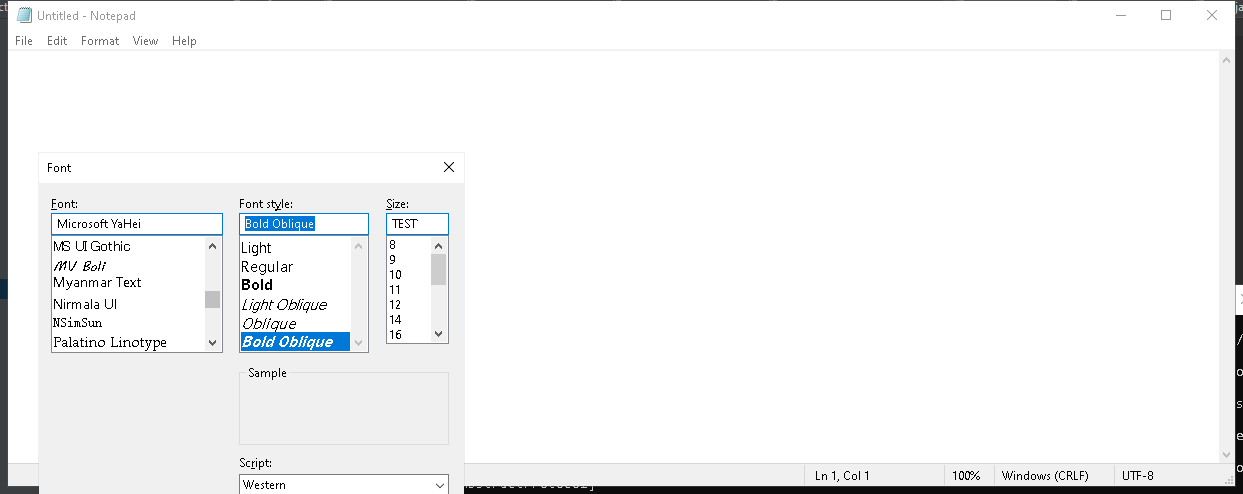 Untitled - Notepad
File Edit Format View Help
Font
Font: Font style: Size:
Microsoft YaHei Bold Oblique TEST
MS UI Gothic Light 8
MV Boli Regular 9
Myanmar Text Bold 10
Nirmala UI Light Oblique 11
NSimSun Oblique 12
Palatino Linotype Bold Oblique 14
16
Sample
Script:
Western
Ln 1, Col 1 100% Windows (CRLF) UTF-8